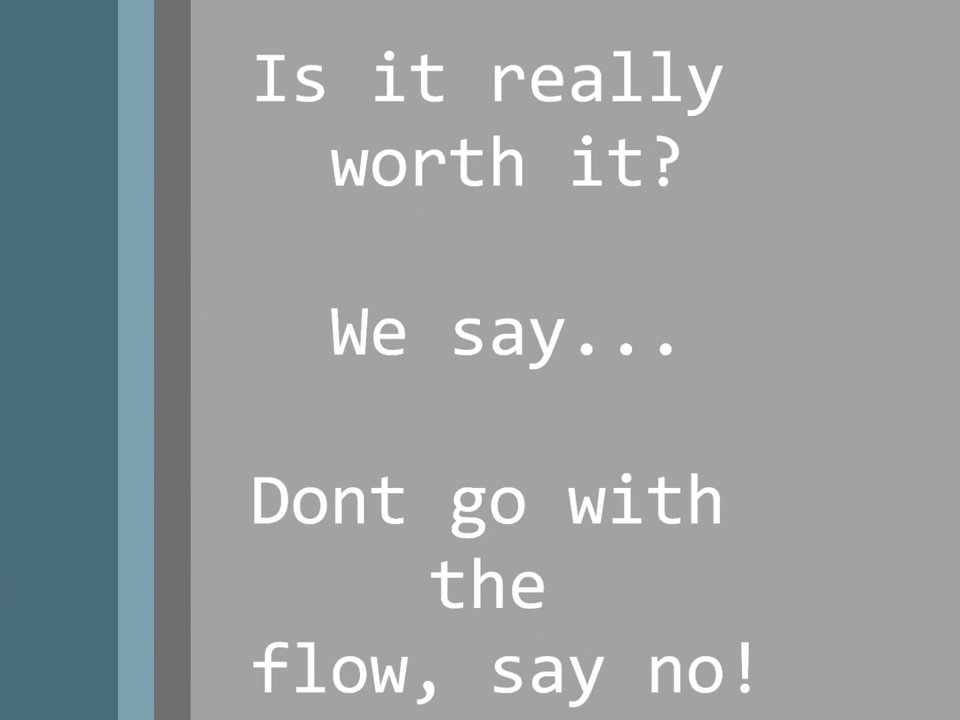 Is it really
worth it?
We say...
Dont go with
the
flow, say no!